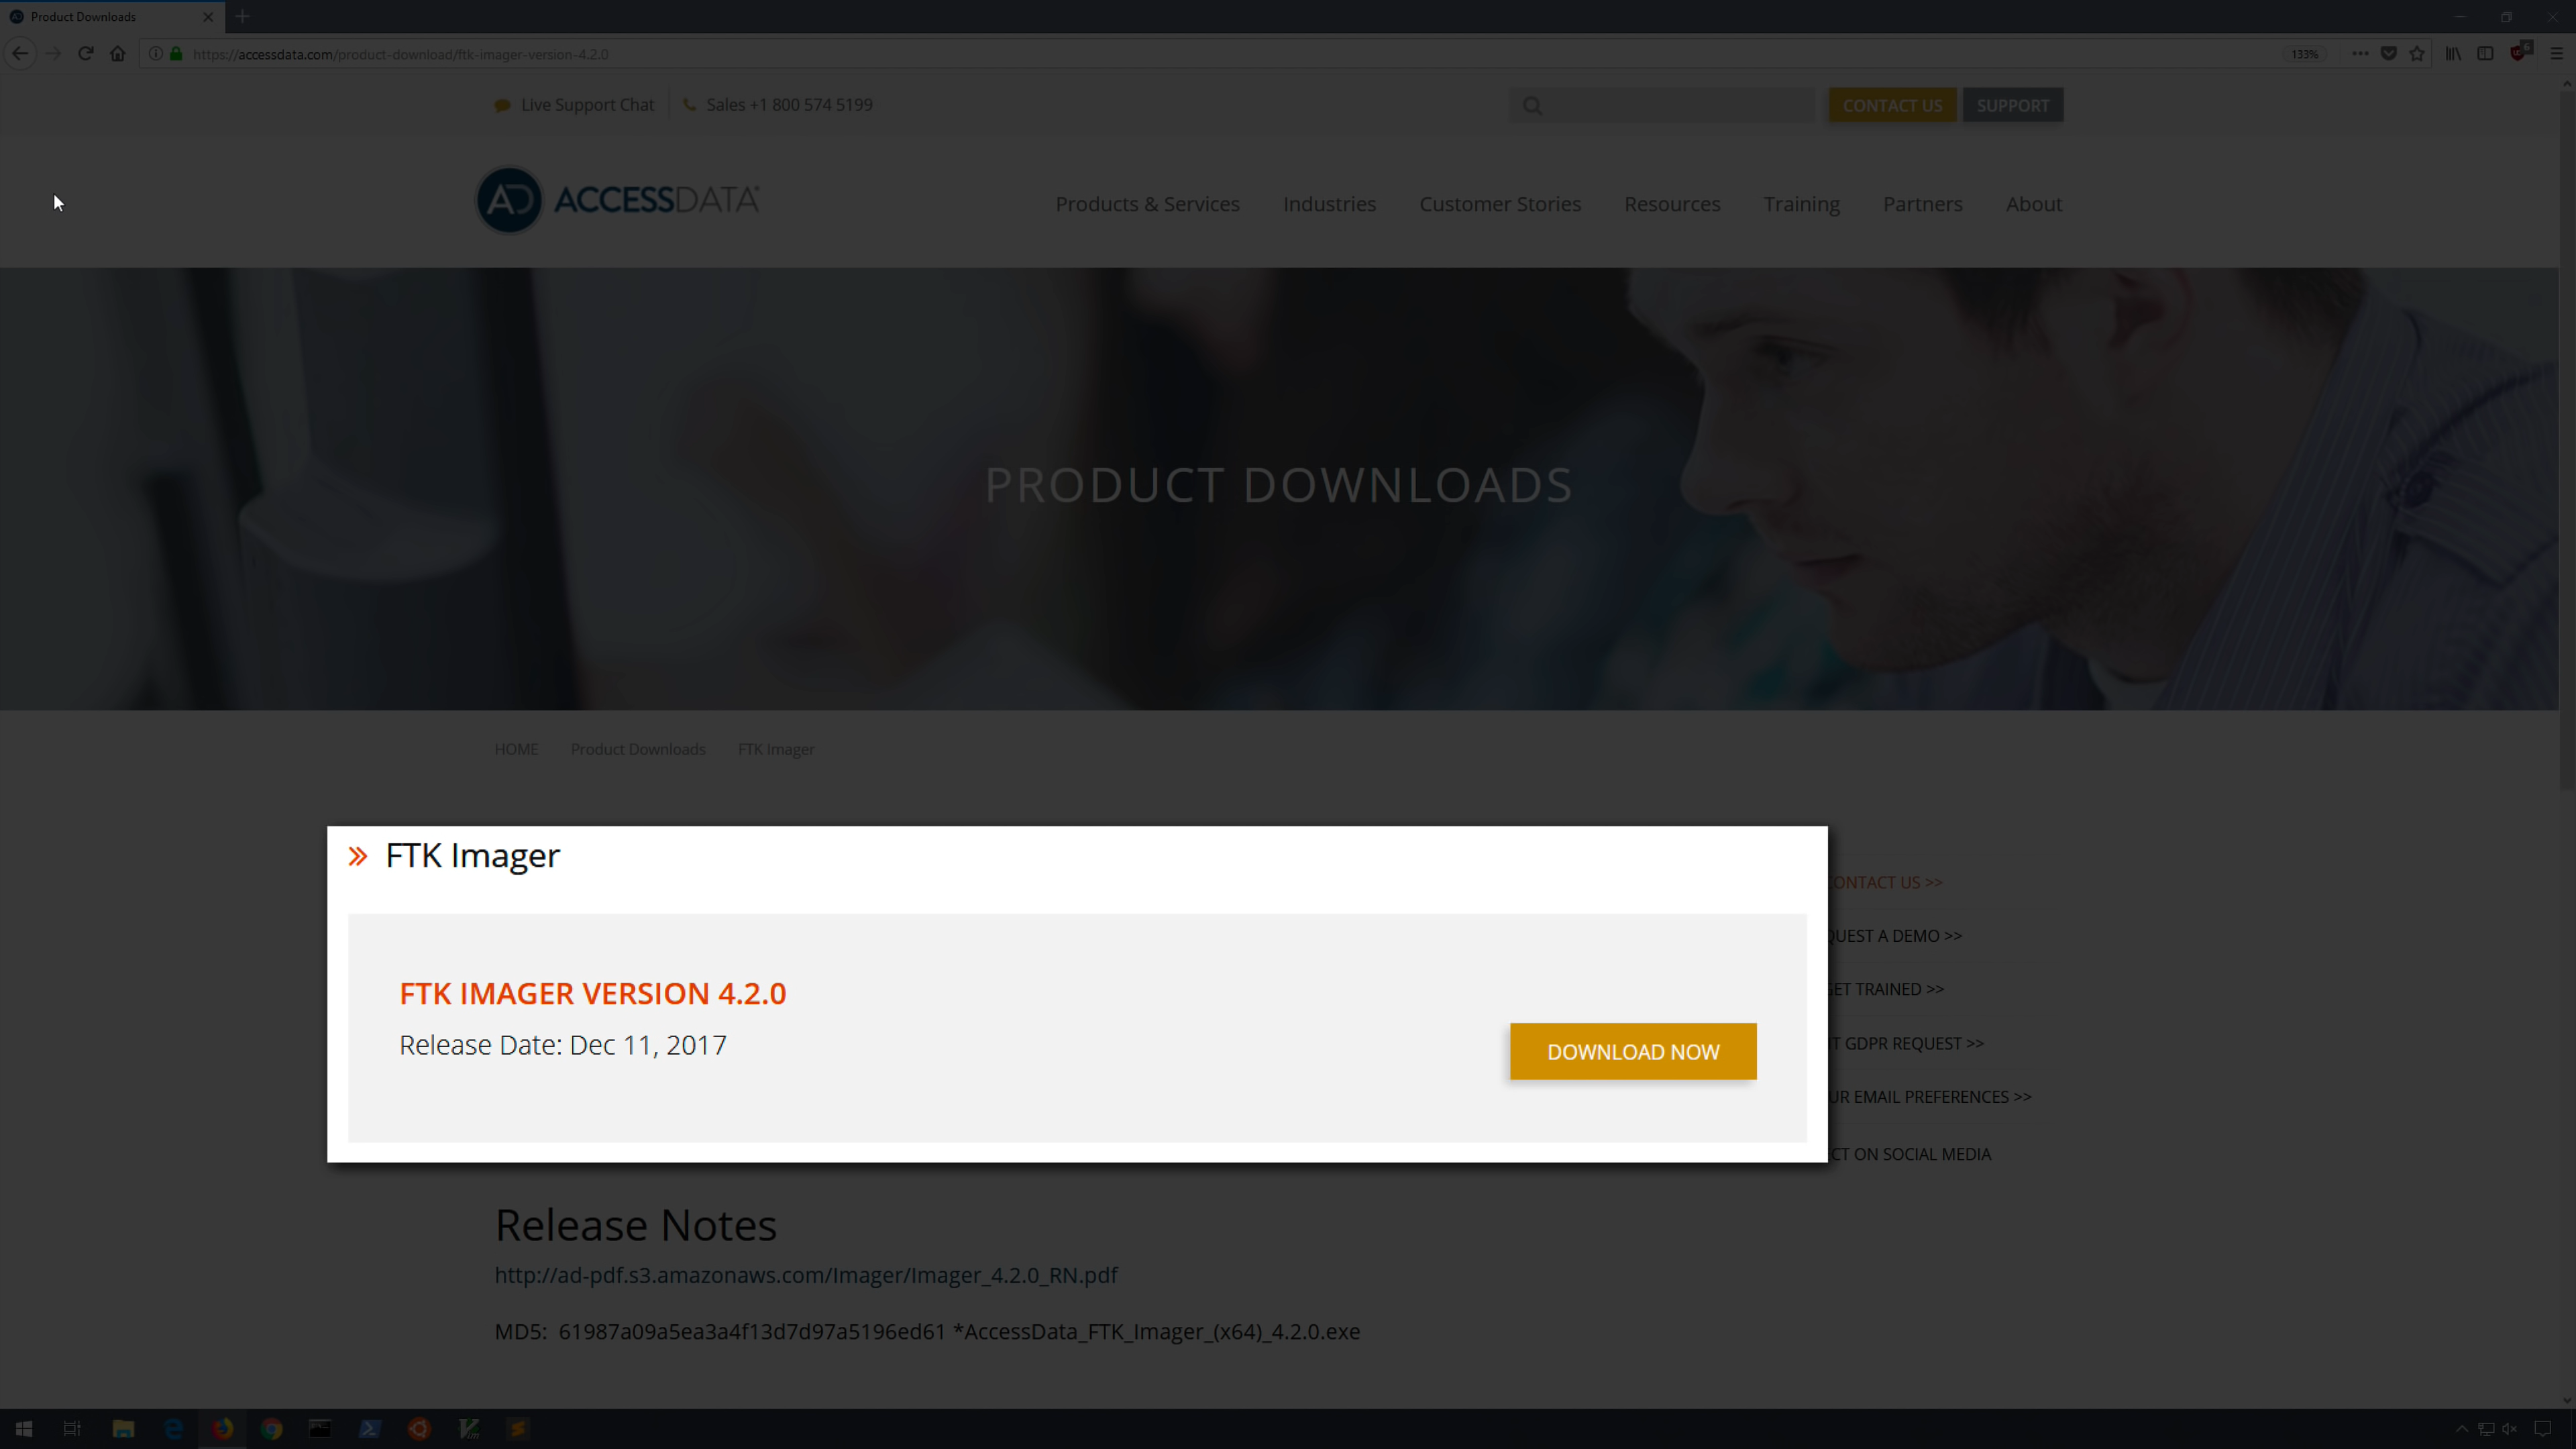 Product Downloads
https://accessdata.com/product-download/ftk-imager-version-4.2.0
133%
6
Live Support Chat
Sales +1 800 574 5199
CONTACT US
SUPPORT
AD ACCESSDATA
Products & Services
Industries
Customer Stories
Resources
Training
Partners
About
PRODUCT DOWNLOADS
HOME
Product Downloads
FTK Imager
FTK Imager
FTK IMAGER VERSION 4.2.0
Release Date: Dec 11, 2017
DOWNLOAD NOW
ONTACT US >>
QUEST A DEMO >>
GET TRAINED >>
T GDPR REQUEST >>
UR EMAIL PREFERENCES >>
CT ON SOCIAL MEDIA
Release Notes
http://ad-pdf.s3.amazonaws.com/Imager/Imager_4.2.0_RN.pdf
MD5: 61987a09a5ea3a4f13d7d97a5196ed61 *AccessData_FTK_Imager_(x64)_4.2.0.exe